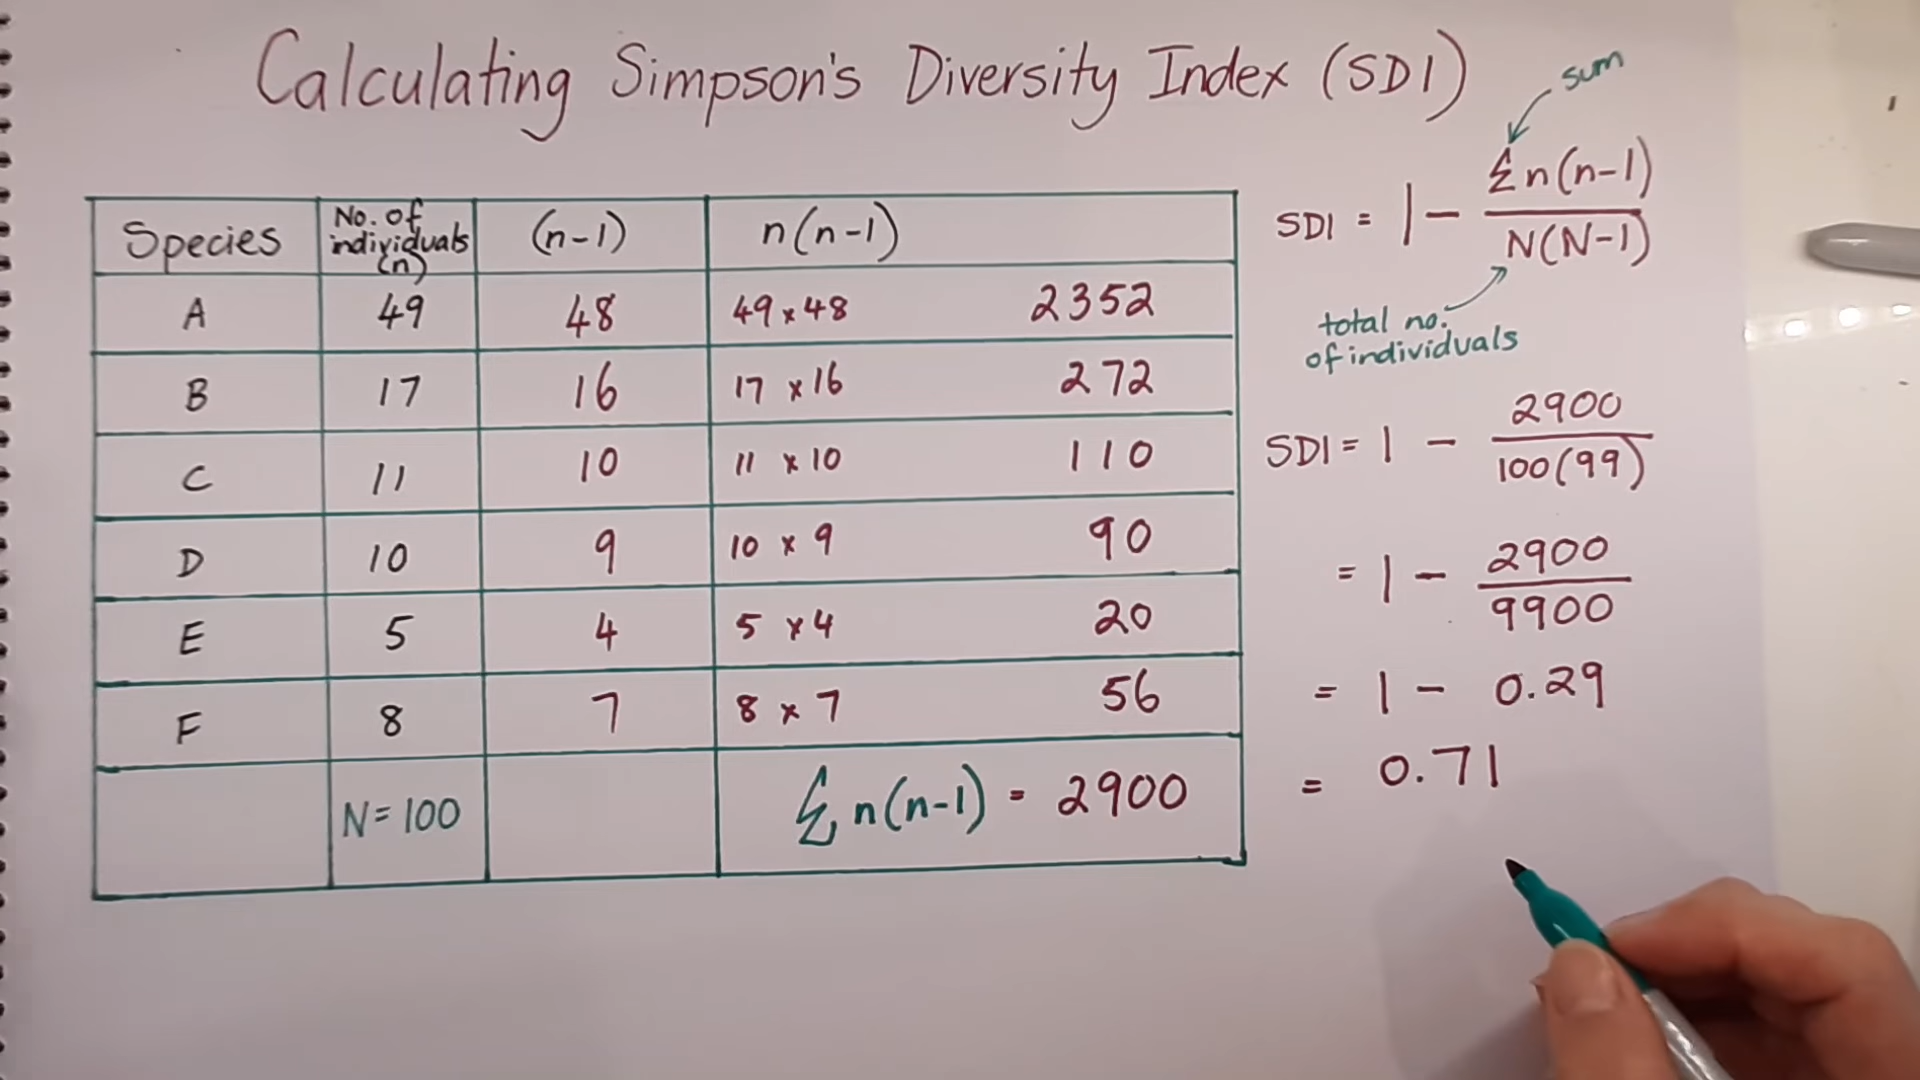 Calculating Simpson's Diversity Index (SDI)
sum
SDI = 1 - Σn(n-1)
N(N-1)
total no.
of individuals
Species No. of individuals (n) (n-1) n(n-1)
A 49 48 49 x 48 2352
B 17 16 17 x 16 272
C 11 10 11 x 10 110
D 10 9 10 x 9 90
E 5 4 5 x 4 20
F 8 7 8 x 7 56
N = 100 Σn(n-1) = 2900
SDI = 1 - 2900
100(99)
= 1 - 2900
9900
= 1 - 0.29
= 0.71